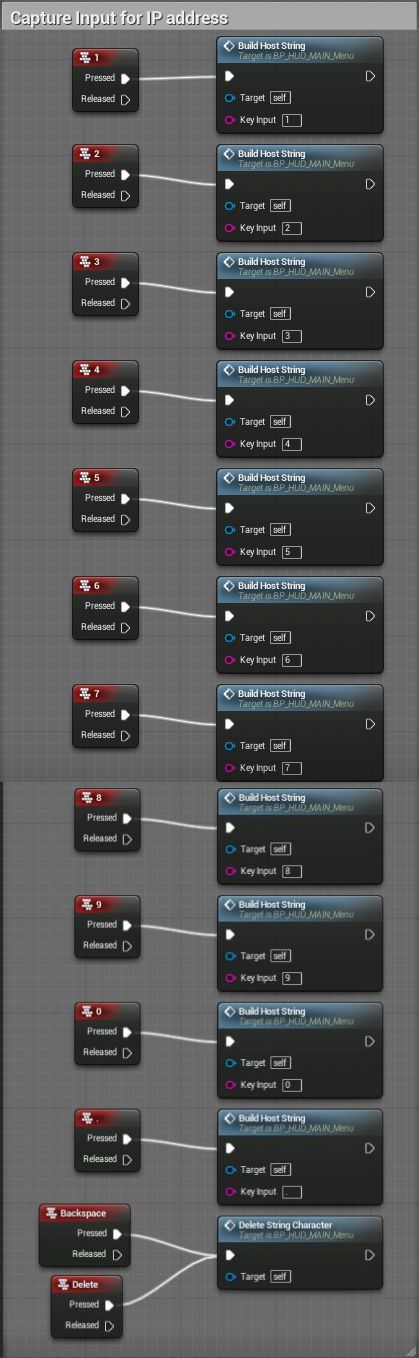 Capture Input for IP address
1
Pressed
Released
Build Host String
Target is BP_HUD_MAIN_Menu
Target self
Key Input 1
2
Pressed
Released
Build Host String
Target is BP_HUD_MAIN_Menu
Target self
Key Input 2
3
Pressed
Released
Build Host String
Target is BP_HUD_MAIN_Menu
Target self
Key Input 3
4
Pressed
Released
Build Host String
Target is BP_HUD_MAIN_Menu
Target self
Key Input 4
5
Pressed
Released
Build Host String
Target is BP_HUD_MAIN_Menu
Target self
Key Input 5
6
Pressed
Released
Build Host String
Target is BP_HUD_MAIN_Menu
Target self
Key Input 6
7
Pressed
Released
Build Host String
Target is BP_HUD_MAIN_Menu
Target self
Key Input 7
8
Pressed
Released
Build Host String
Target is BP_HUD_MAIN_Menu
Target self
Key Input 8
9
Pressed
Released
Build Host String
Target is BP_HUD_MAIN_Menu
Target self
Key Input 9
0
Pressed
Released
Build Host String
Target is BP_HUD_MAIN_Menu
Target self
Key Input 0
.
Pressed
Released
Build Host String
Target is BP_HUD_MAIN_Menu
Target self
Key Input .
Backspace
Pressed
Released
Delete
Pressed
Released
Delete String Character
Target is BP_HUD_MAIN_Menu
Target self